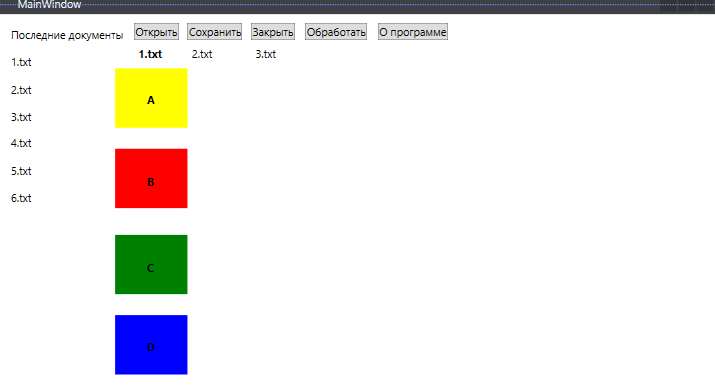 MainWindow
Последние документы Открыть Сохранить Закрыть Обработать О программе
1.txt 2.txt 3.txt
1.txt
2.txt
3.txt
4.txt
5.txt
6.txt
A
B
C
D